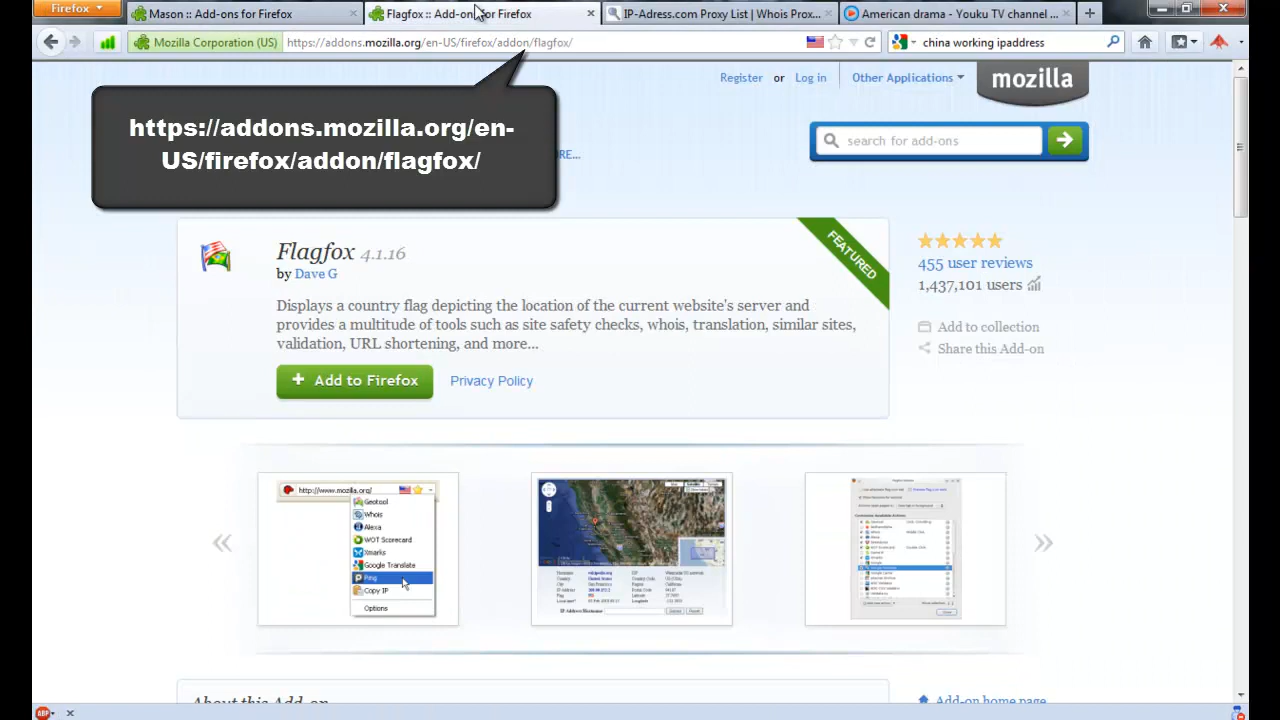 Firefox
Mason :: Add-ons for Firefox
Flagfox :: Add-ons for Firefox
IP-Adress.com Proxy List | Whois Prox...
American drama - Youku TV channel ...
Mozilla Corporation (US)
https://addons.mozilla.org/en-US/firefox/addon/flagfox/
china working ipaddress
Register or Log in
Other Applications
mozilla
https://addons.mozilla.org/en-
US/firefox/addon/flagfox/
RE...
search for add-ons
Flagfox 4.1.16
by Dave G
FEATURED
455 user reviews
1,437,101 users
Displays a country flag depicting the location of the current website's server and
provides a multitude of tools such as site safety checks, whois, translation, similar sites,
validation, URL shortening, and more...
Add to collection
Share this Add-on
+ Add to Firefox
Privacy Policy
http://www.mozilla.org/
Geotool
Whois
Alexa
WOT Scorecard
Xmarks
Google Translate
Ping
Copy IP
Options
About this Add-on
Add-on home page
ABP